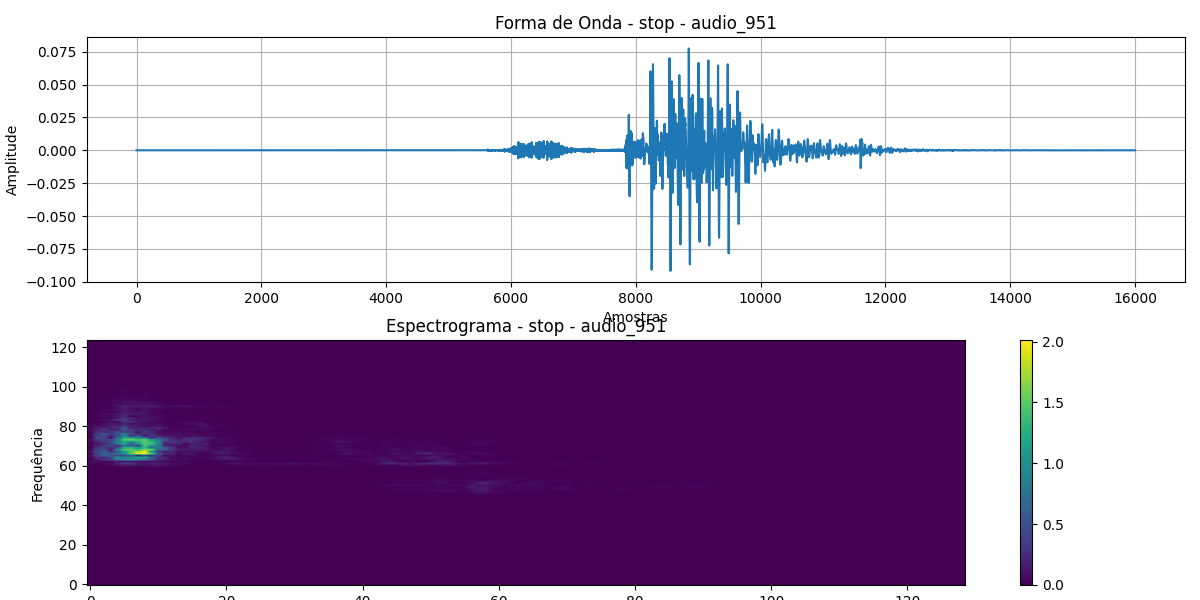 Forma de Onda - stop - audio_951
0.075
0.050
0.025
0.000
−0.025
−0.050
−0.075
−0.100
Amplitude
0 2000 4000 6000 8000 10000 12000 14000 16000
Amostras
Espectrograma - stop - audio_951
120
100
80
60
40
20
0
Frequência
0 20 40 60 80 100 120
2.0
1.5
1.0
0.5
0.0